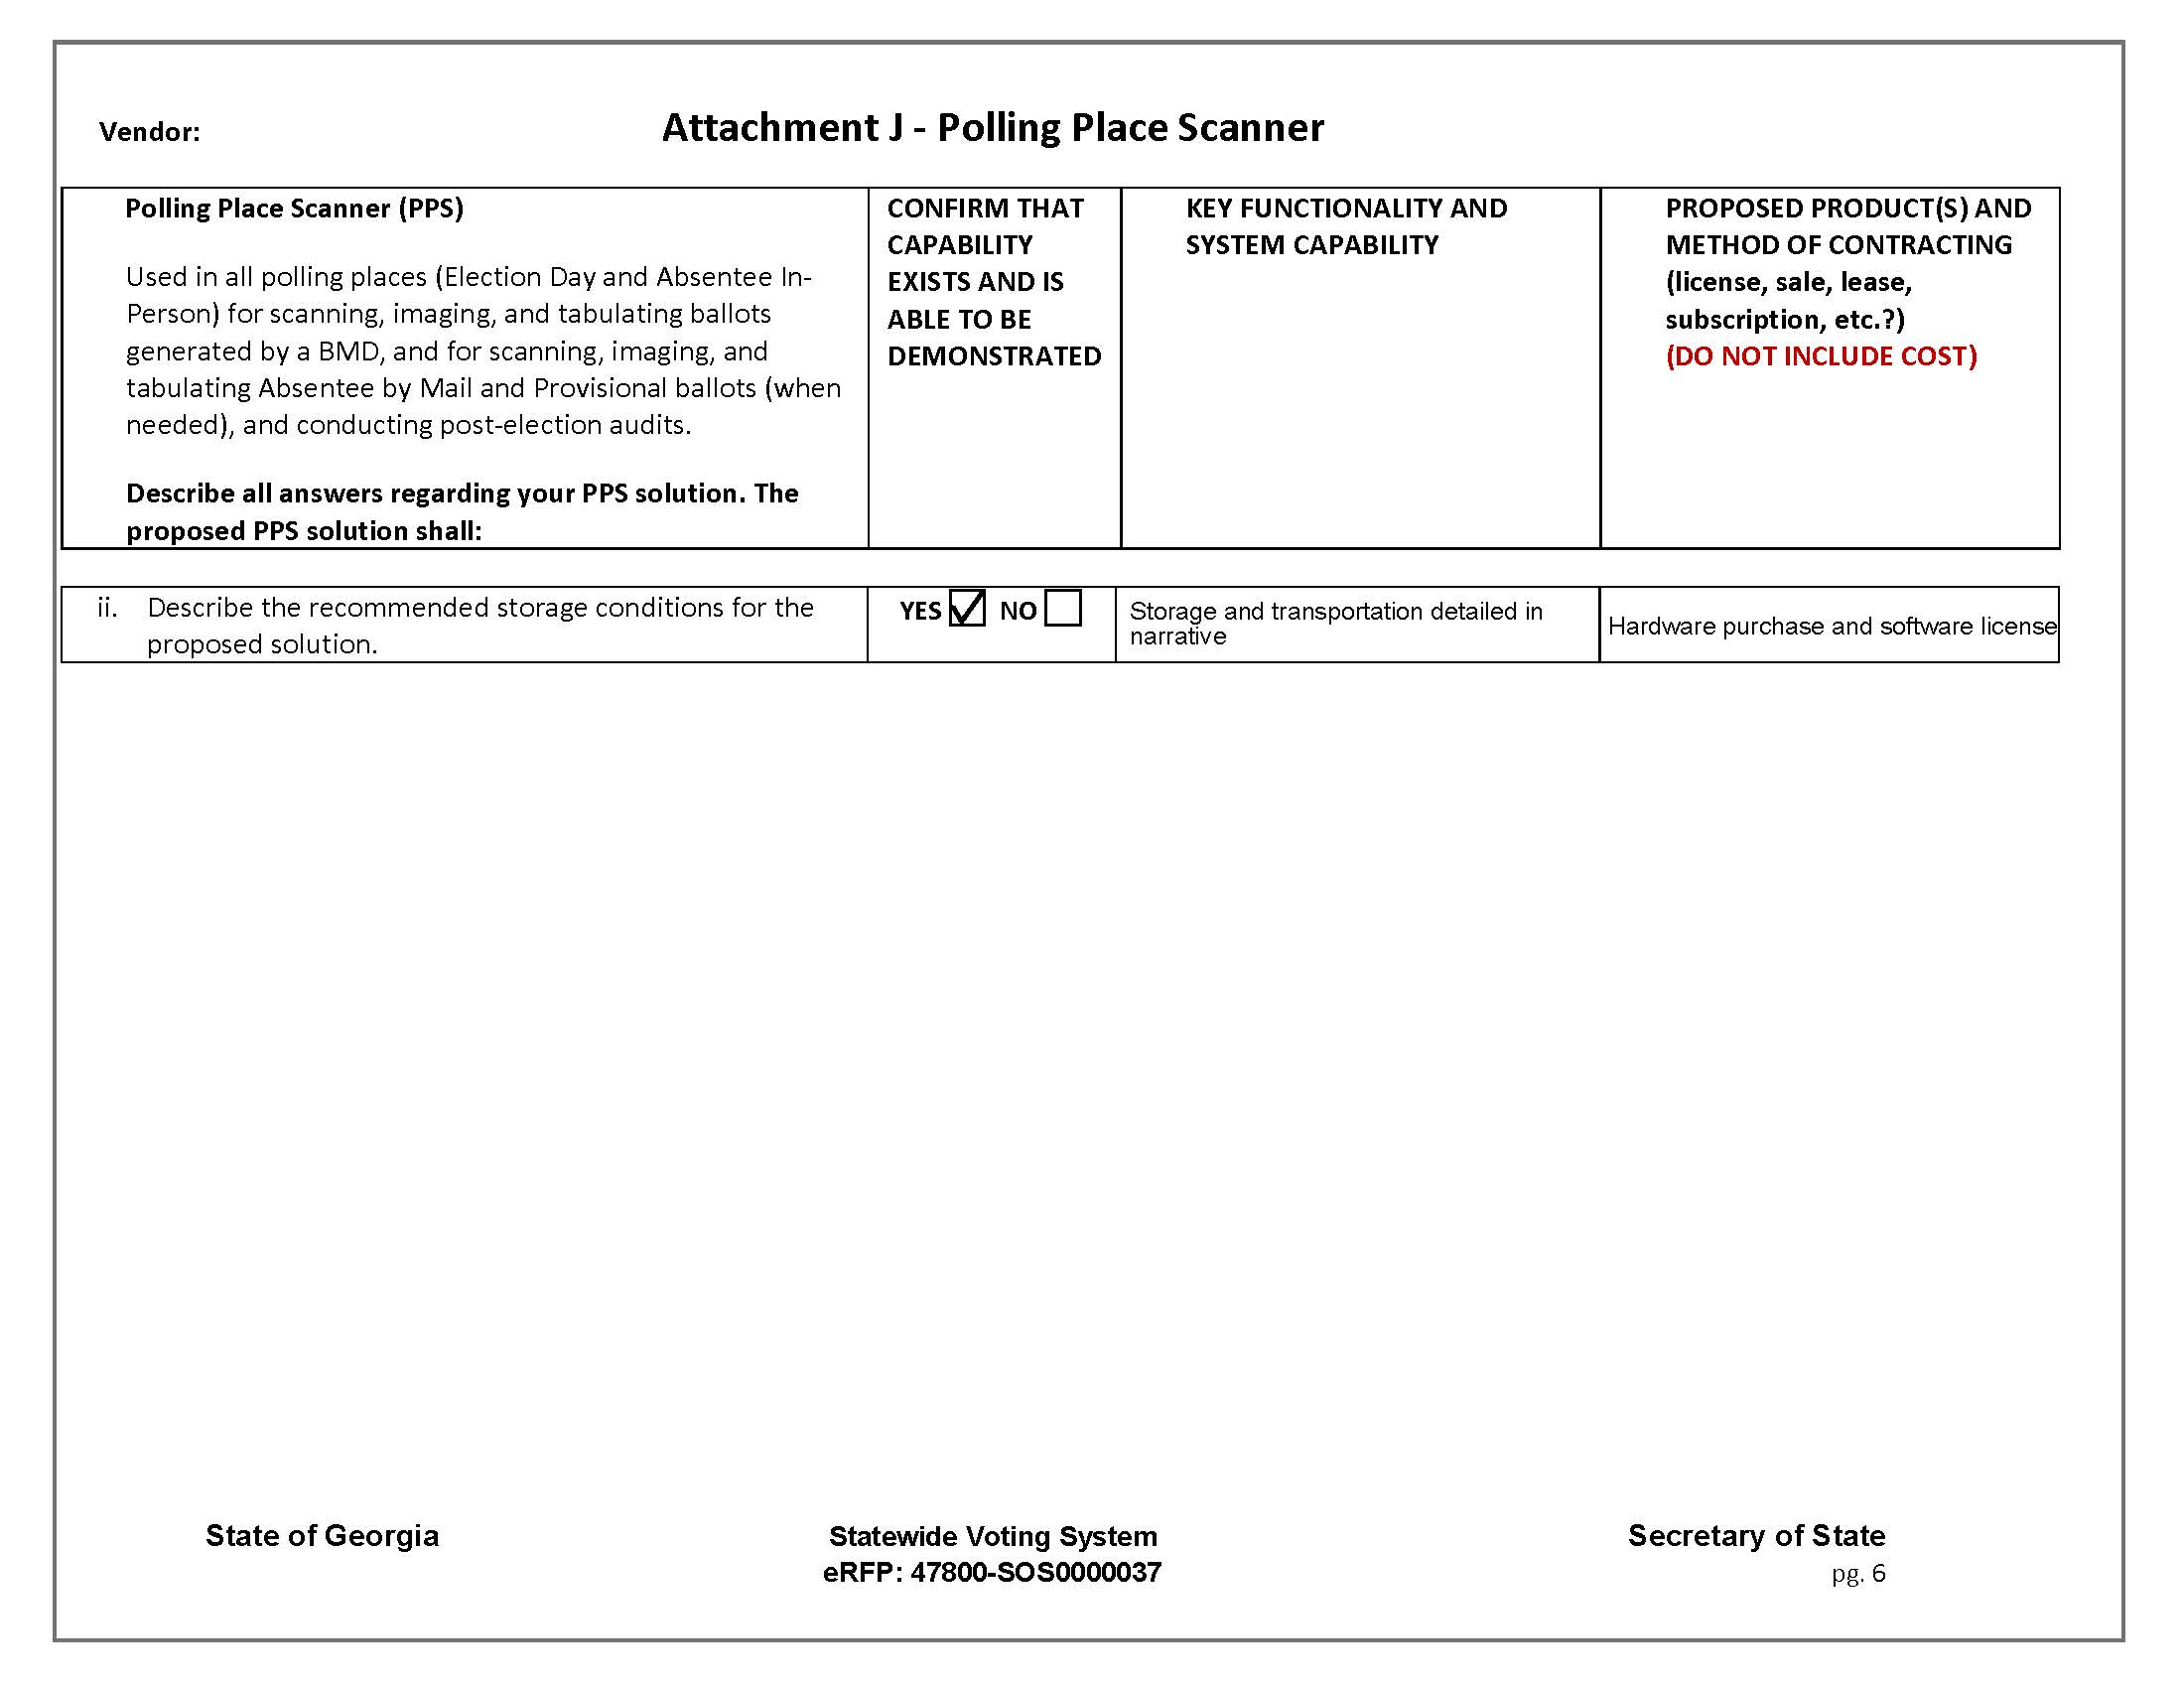 Vendor:
Attachment J - Polling Place Scanner
Polling Place Scanner (PPS)
Used in all polling places (Election Day and Absentee In-
Person) for scanning, imaging, and tabulating ballots
generated by a BMD, and for scanning, imaging, and
tabulating Absentee by Mail and Provisional ballots (when
needed), and conducting post-election audits.
Describe all answers regarding your PPS solution. The
proposed PPS solution shall:
CONFIRM THAT
CAPABILITY
EXISTS AND IS
ABLE TO BE
DEMONSTRATED
KEY FUNCTIONALITY AND
SYSTEM CAPABILITY
PROPOSED PRODUCT(S) AND
METHOD OF CONTRACTING
(license, sale, lease,
subscription, etc.?)
(DO NOT INCLUDE COST)
ii. Describe the recommended storage conditions for the
proposed solution.
YES NO
Storage and transportation detailed in
narrative
Hardware purchase and software license
State of Georgia
Statewide Voting System
eRFP: 47800-SOS0000037
Secretary of State
pg. 6